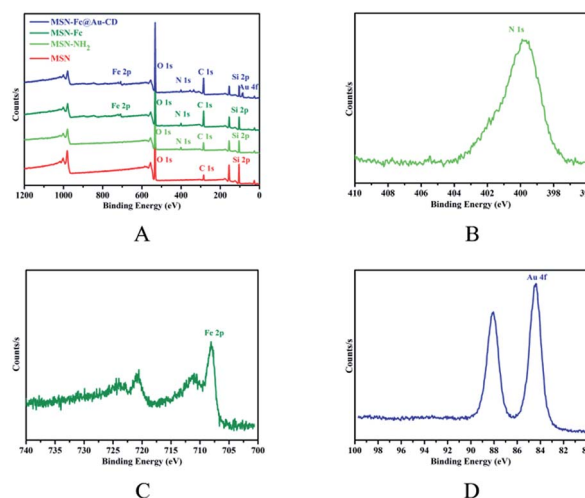 MSN-Fc@Au-CD
MSN-Fc
MSN-NH2
MSN
Fe 2p
O 1s
N 1s
C 1s
Si 2p
Au 4f
Fe 2p
O 1s
N 1s
C 1s
Si 2p
O 1s
N 1s
C 1s
Si 2p
O 1s
C 1s
Si 2p
Counts/s
1200 1000 800 600 400 200 0
Binding Energy (eV)
A
N 1s
Counts/s
410 408 406 404 402 400 398
Binding Energy (eV)
B
Fe 2p
Counts/s
740 730 720 710 700
Binding Energy (eV)
C
Au 4f
Counts/s
100 98 96 94 92 90 88 86 84 82
Binding Energy (eV)
D